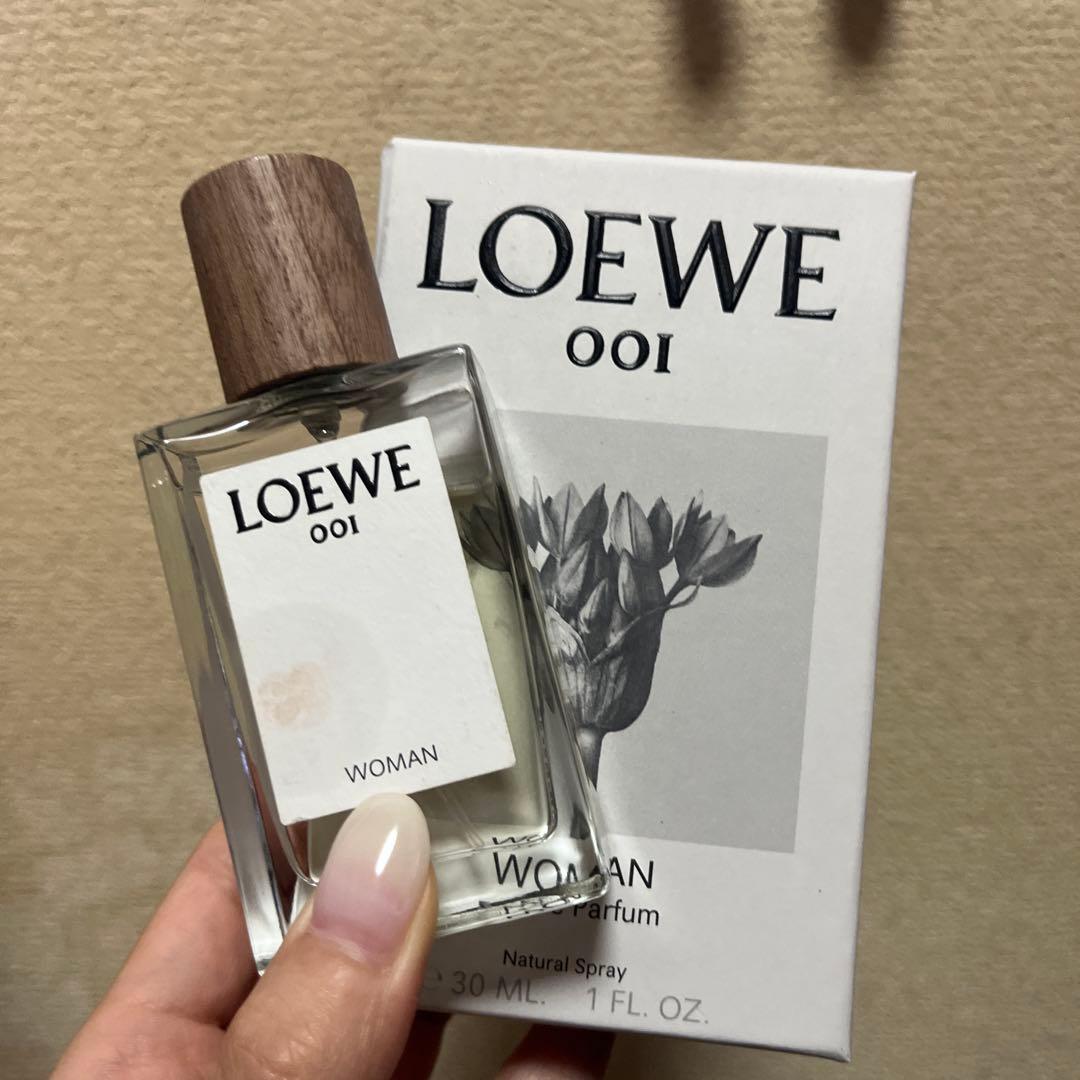 LOEWE
001
WOMAN
LOEWE
001
WOMAN
Parfum
Natural Spray
30 ML. 1 FL. OZ.